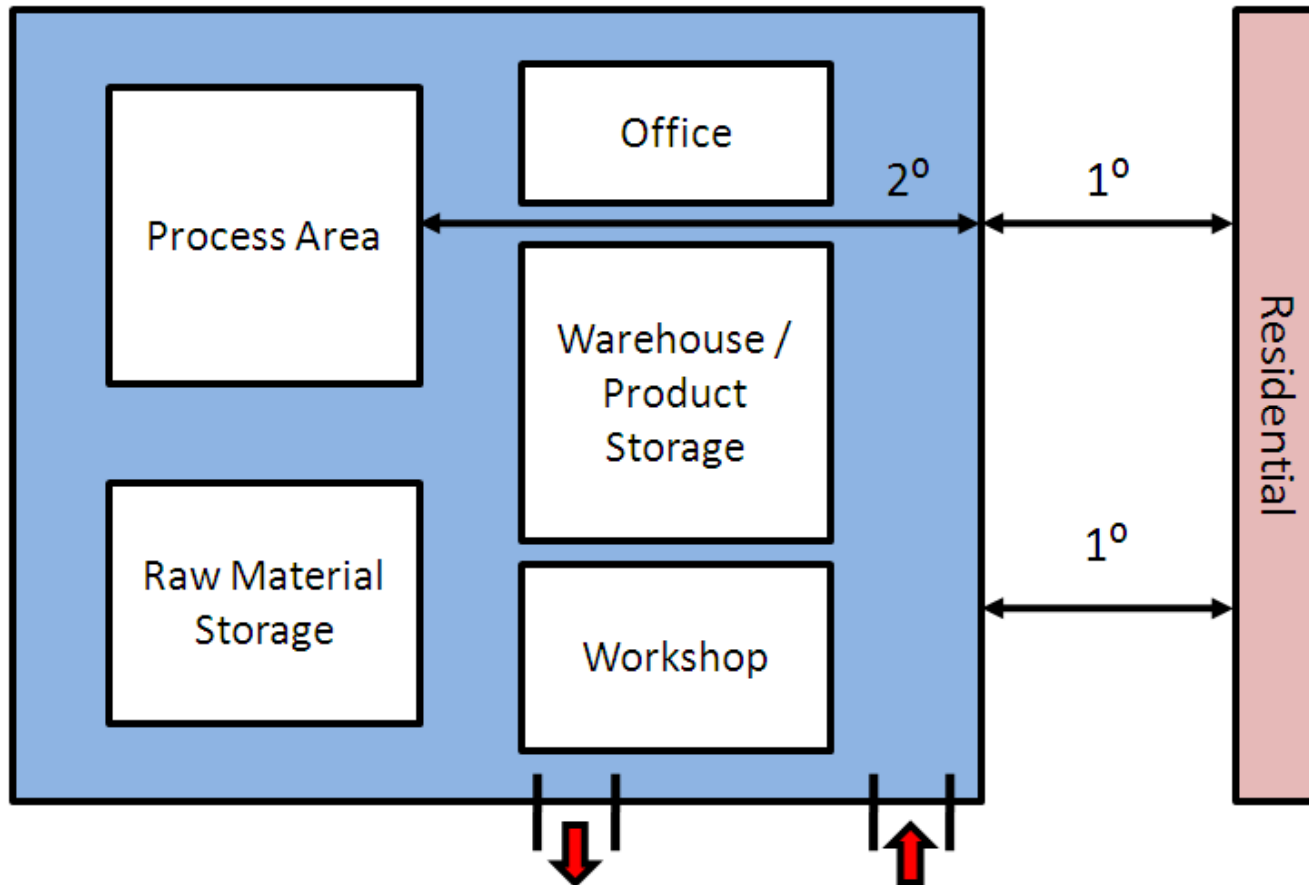 Office
2º
1º
Process Area
Warehouse /
Product
Storage
Residential
1º
Raw Material
Storage
Workshop